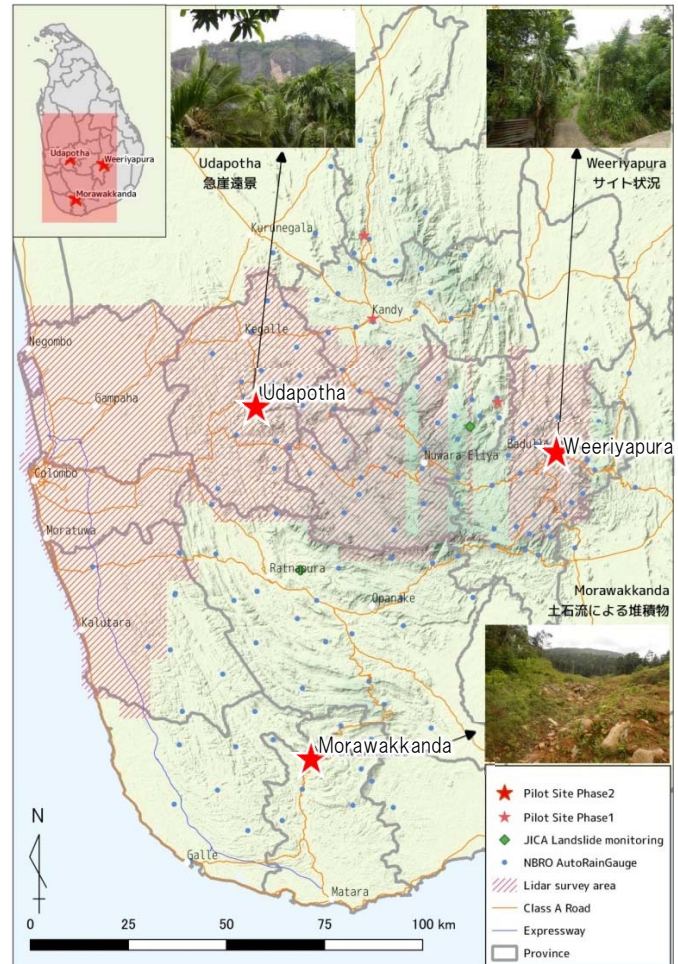 Udapotha
Weeriyapura
Morawakkanda
Udapotha
急崖遠景
Weeriyapura
サイト状況
Kurunegala
Kandy
Negombo
Kegalle
Gampaha
Udapotha
Weeriyapura
Nuwara Eliya
Colombo
Moratuwa
Ratnapura
Opanake
Morawakkanda
土石流による堆積物
Kalutara
Morawakkanda
Galle
Matara
N
0 25 50 75 100 km
Pilot Site Phase2
Pilot Site Phase1
JICA Landslide monitoring
NBRO AutoRainGauge
Lidar survey area
Class A Road
Expressway
Province